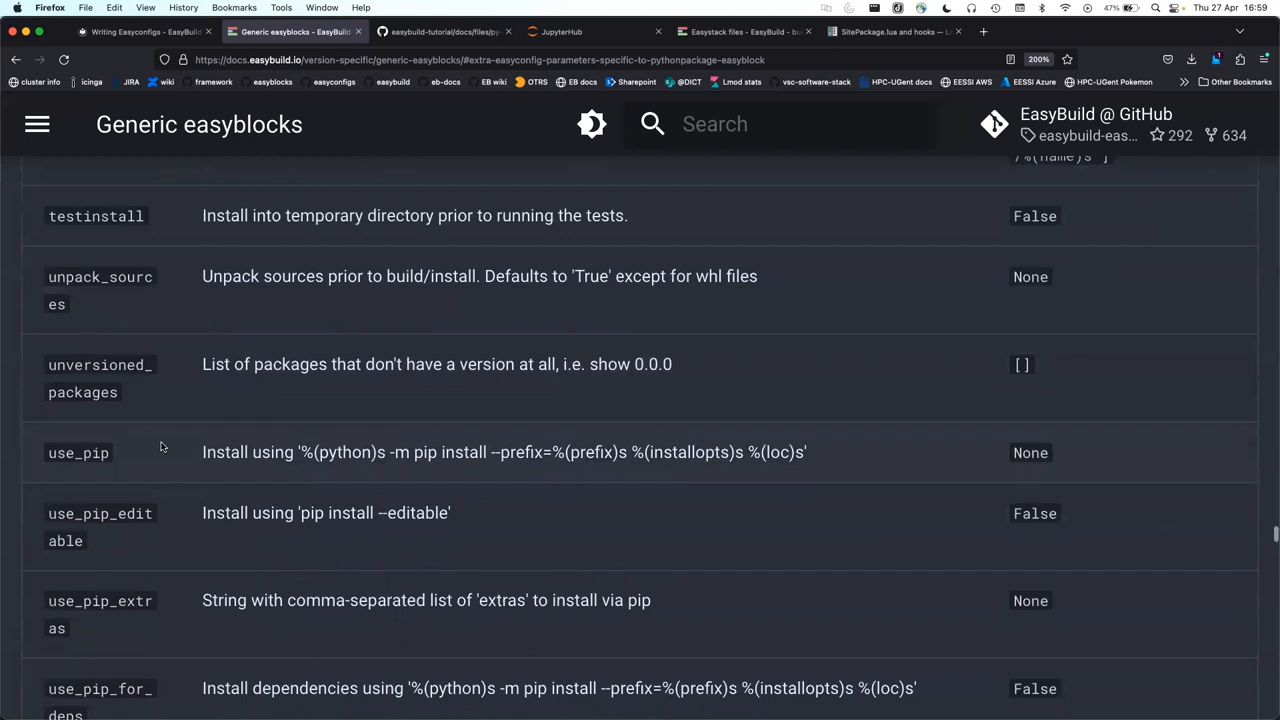 Firefox File Edit View History Bookmarks Tools Window Help 47% Thu 27 Apr 16:59
Writing Easyconfigs - EasyBuild Generic easyblocks - EasyBuild easybuild-tutorial/docs/files/py- JupyterHub Easystack files - EasyBuild - bu SitePackage.lua and hooks — L
https://docs.easybuild.io/version-specific/generic-easyblocks/#extra-easyconfig-parameters-specific-to-pythonpackage-easyblock 200%
cluster info icinga JIRA wiki framework easyblocks easyconfigs easybuild eb-docs EB wiki OTRS EB docs Sharepoint @DICT Lmod stats vsc-software-stack HPC-UGent EESSI AWS EESSI Azure HPC-UGent Pokemon Other Bookmarks
Generic easyblocks Search EasyBuild @ GitHub
easybuild-eas... 292 634
/%(name)s ]
testinstall Install into temporary directory prior to running the tests. False
unpack_sourc Unpack sources prior to build/install. Defaults to 'True' except for whl files None
es
unversioned_ List of packages that don't have a version at all, i.e. show 0.0.0 []
packages
use_pip Install using '%(python)s -m pip install --prefix=%(prefix)s %(installopts)s %(loc)s' None
use_pip_edit Install using 'pip install --editable' False
able
use_pip_extr String with comma-separated list of 'extras' to install via pip None
as
use_pip_for_ Install dependencies using '%(python)s -m pip install --prefix=%(prefix)s %(installopts)s %(loc)s' False
deps